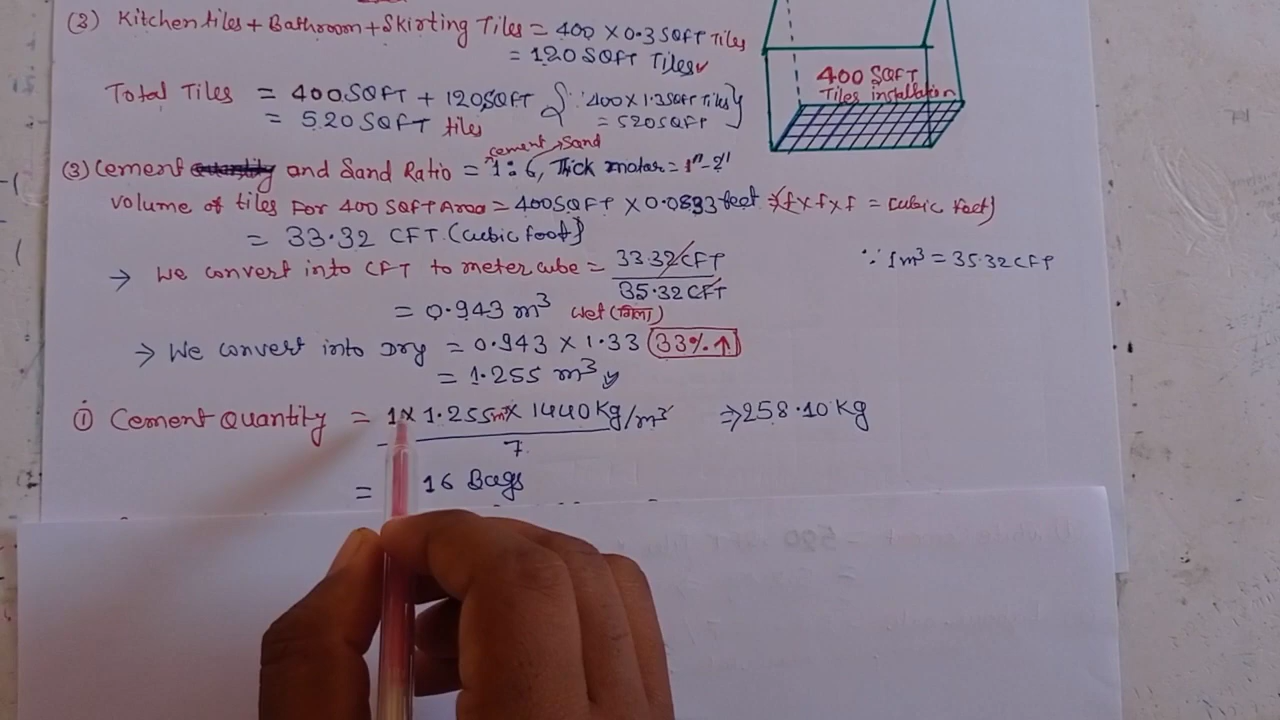 (2) Kitchen tiles + Bathroom + Skirting Tiles = 400 X 0.3 SQFT Tiles
= 120 SQFT Tiles
Total Tiles = 400 SQFT + 120 SQFT { ∵ 400 X 1.3 SQFT Tiles }
= 520 SQFT tiles = 520 SQFT
cement → Sand
(3) Cement and Sand Ratio = 1:6, Thick motar = 1"-2"
Volume of tiles For 400 SQFT Area = 400 SQFT X 0.0833 feet {f x f x f = cubic foot}
= 33.32 CFT (Cubic Foot)
→ We convert into CFT to meter cube = 33.32 CFT / 35.32 CFT
∵ 1m³ = 35.32 CFT
= 0.943 m³ wet (गिला)
→ We convert into Dry = 0.943 X 1.33 33% ↑
= 1.255 m³
① Cement Quantity = 1 X 1.255 m³ X 1440 Kg/m³ / 7 ⇒ 258.10 Kg
= 16 Bags
400 SQFT
Tiles installation